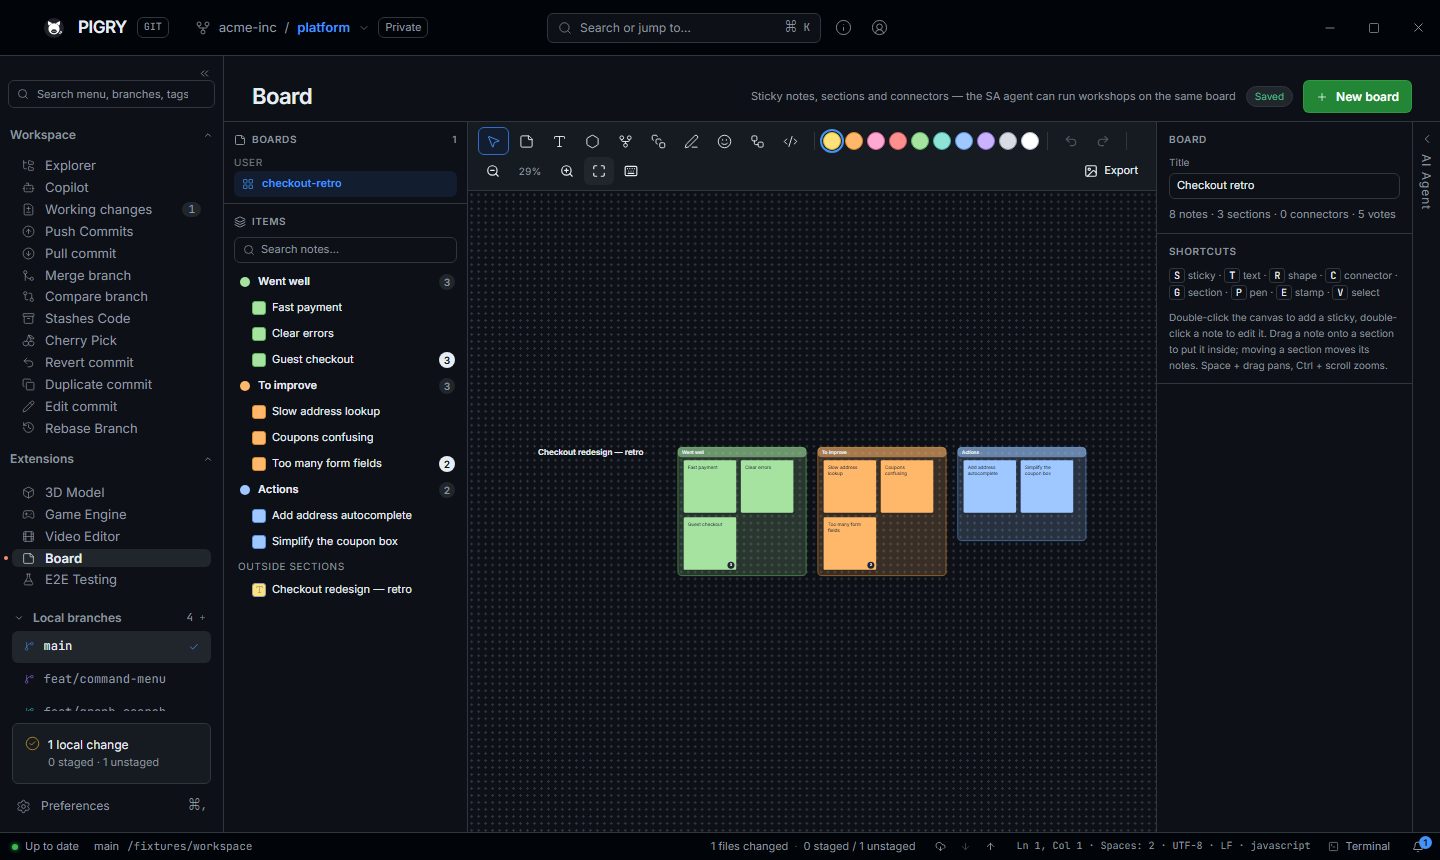 PIGRY GIT acme-inc / platform Private Search or jump to... ⌘ K
Search menu, branches, tags
Workspace
Explorer
Copilot
Working changes 1
Push Commits
Pull commit
Merge branch
Compare branch
Stashes Code
Cherry Pick
Revert commit
Duplicate commit
Edit commit
Rebase Branch
Extensions
3D Model
Game Engine
Video Editor
Board
E2E Testing
Local branches 4 +
main
feat/command-menu
feat/graph-search
1 local change
0 staged · 1 unstaged
Preferences ⌘,
Board
Sticky notes, sections and connectors — the SA agent can run workshops on the same board Saved + New board
BOARDS 1
USER
checkout-retro
ITEMS
Search notes...
Went well 3
Fast payment
Clear errors
Guest checkout 3
To improve 3
Slow address lookup
Coupons confusing
Too many form fields 2
Actions 2
Add address autocomplete
Simplify the coupon box
OUTSIDE SECTIONS
T Checkout redesign — retro
29% Export
Checkout redesign — retro
Went well
Fast payment
Clear errors
Guest checkout
3
To improve
Slow address
lookup
Coupons
confusing
Too many form
fields
2
Actions
Add address
autocomplete
Simplify the
coupon box
BOARD
Title
Checkout retro
8 notes · 3 sections · 0 connectors · 5 votes
SHORTCUTS
S sticky · T text · R shape · C connector ·
G section · P pen · E stamp · V select
Double-click the canvas to add a sticky, double-
click a note to edit it. Drag a note onto a section
to put it inside; moving a section moves its
notes. Space + drag pans, Ctrl + scroll zooms.
AI Agent
Up to date main /fixtures/workspace
1 files changed · 0 staged / 1 unstaged
Ln 1, Col 1 · Spaces: 2 · UTF-8 · LF · javascript Terminal 1